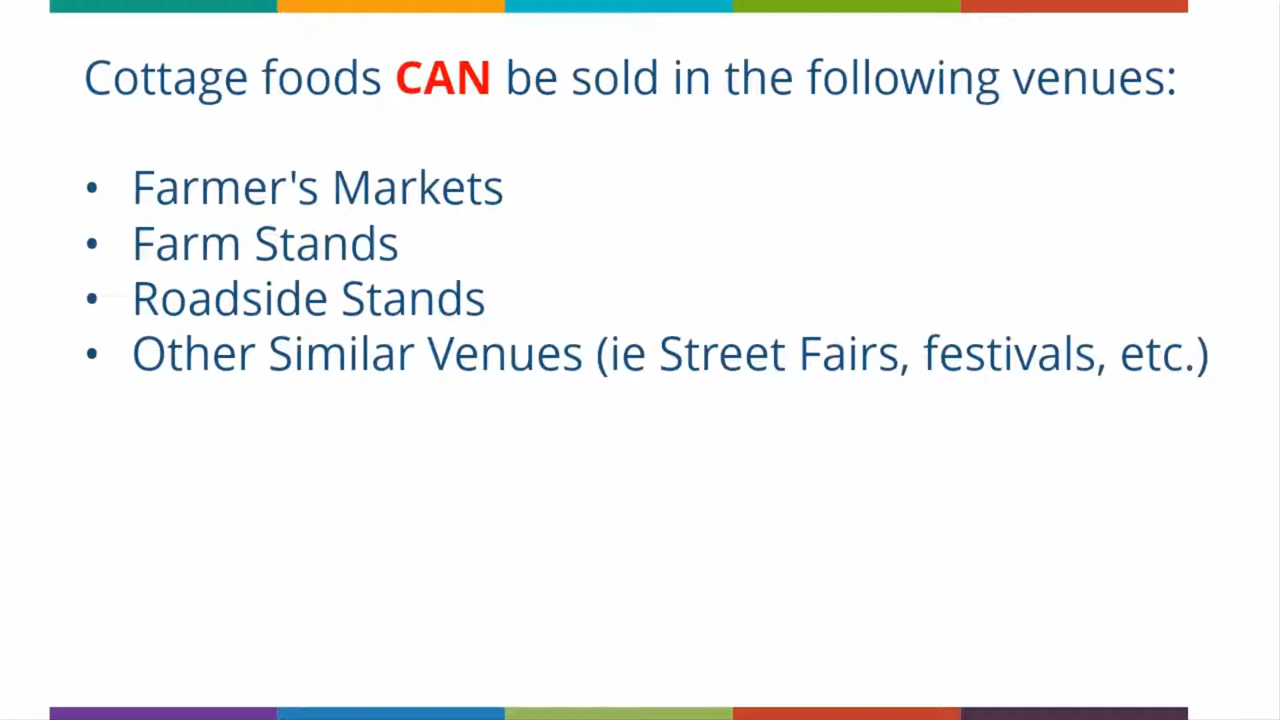 Cottage foods CAN be sold in the following venues:
• Farmer's Markets
• Farm Stands
• Roadside Stands
• Other Similar Venues (ie Street Fairs, festivals, etc.)